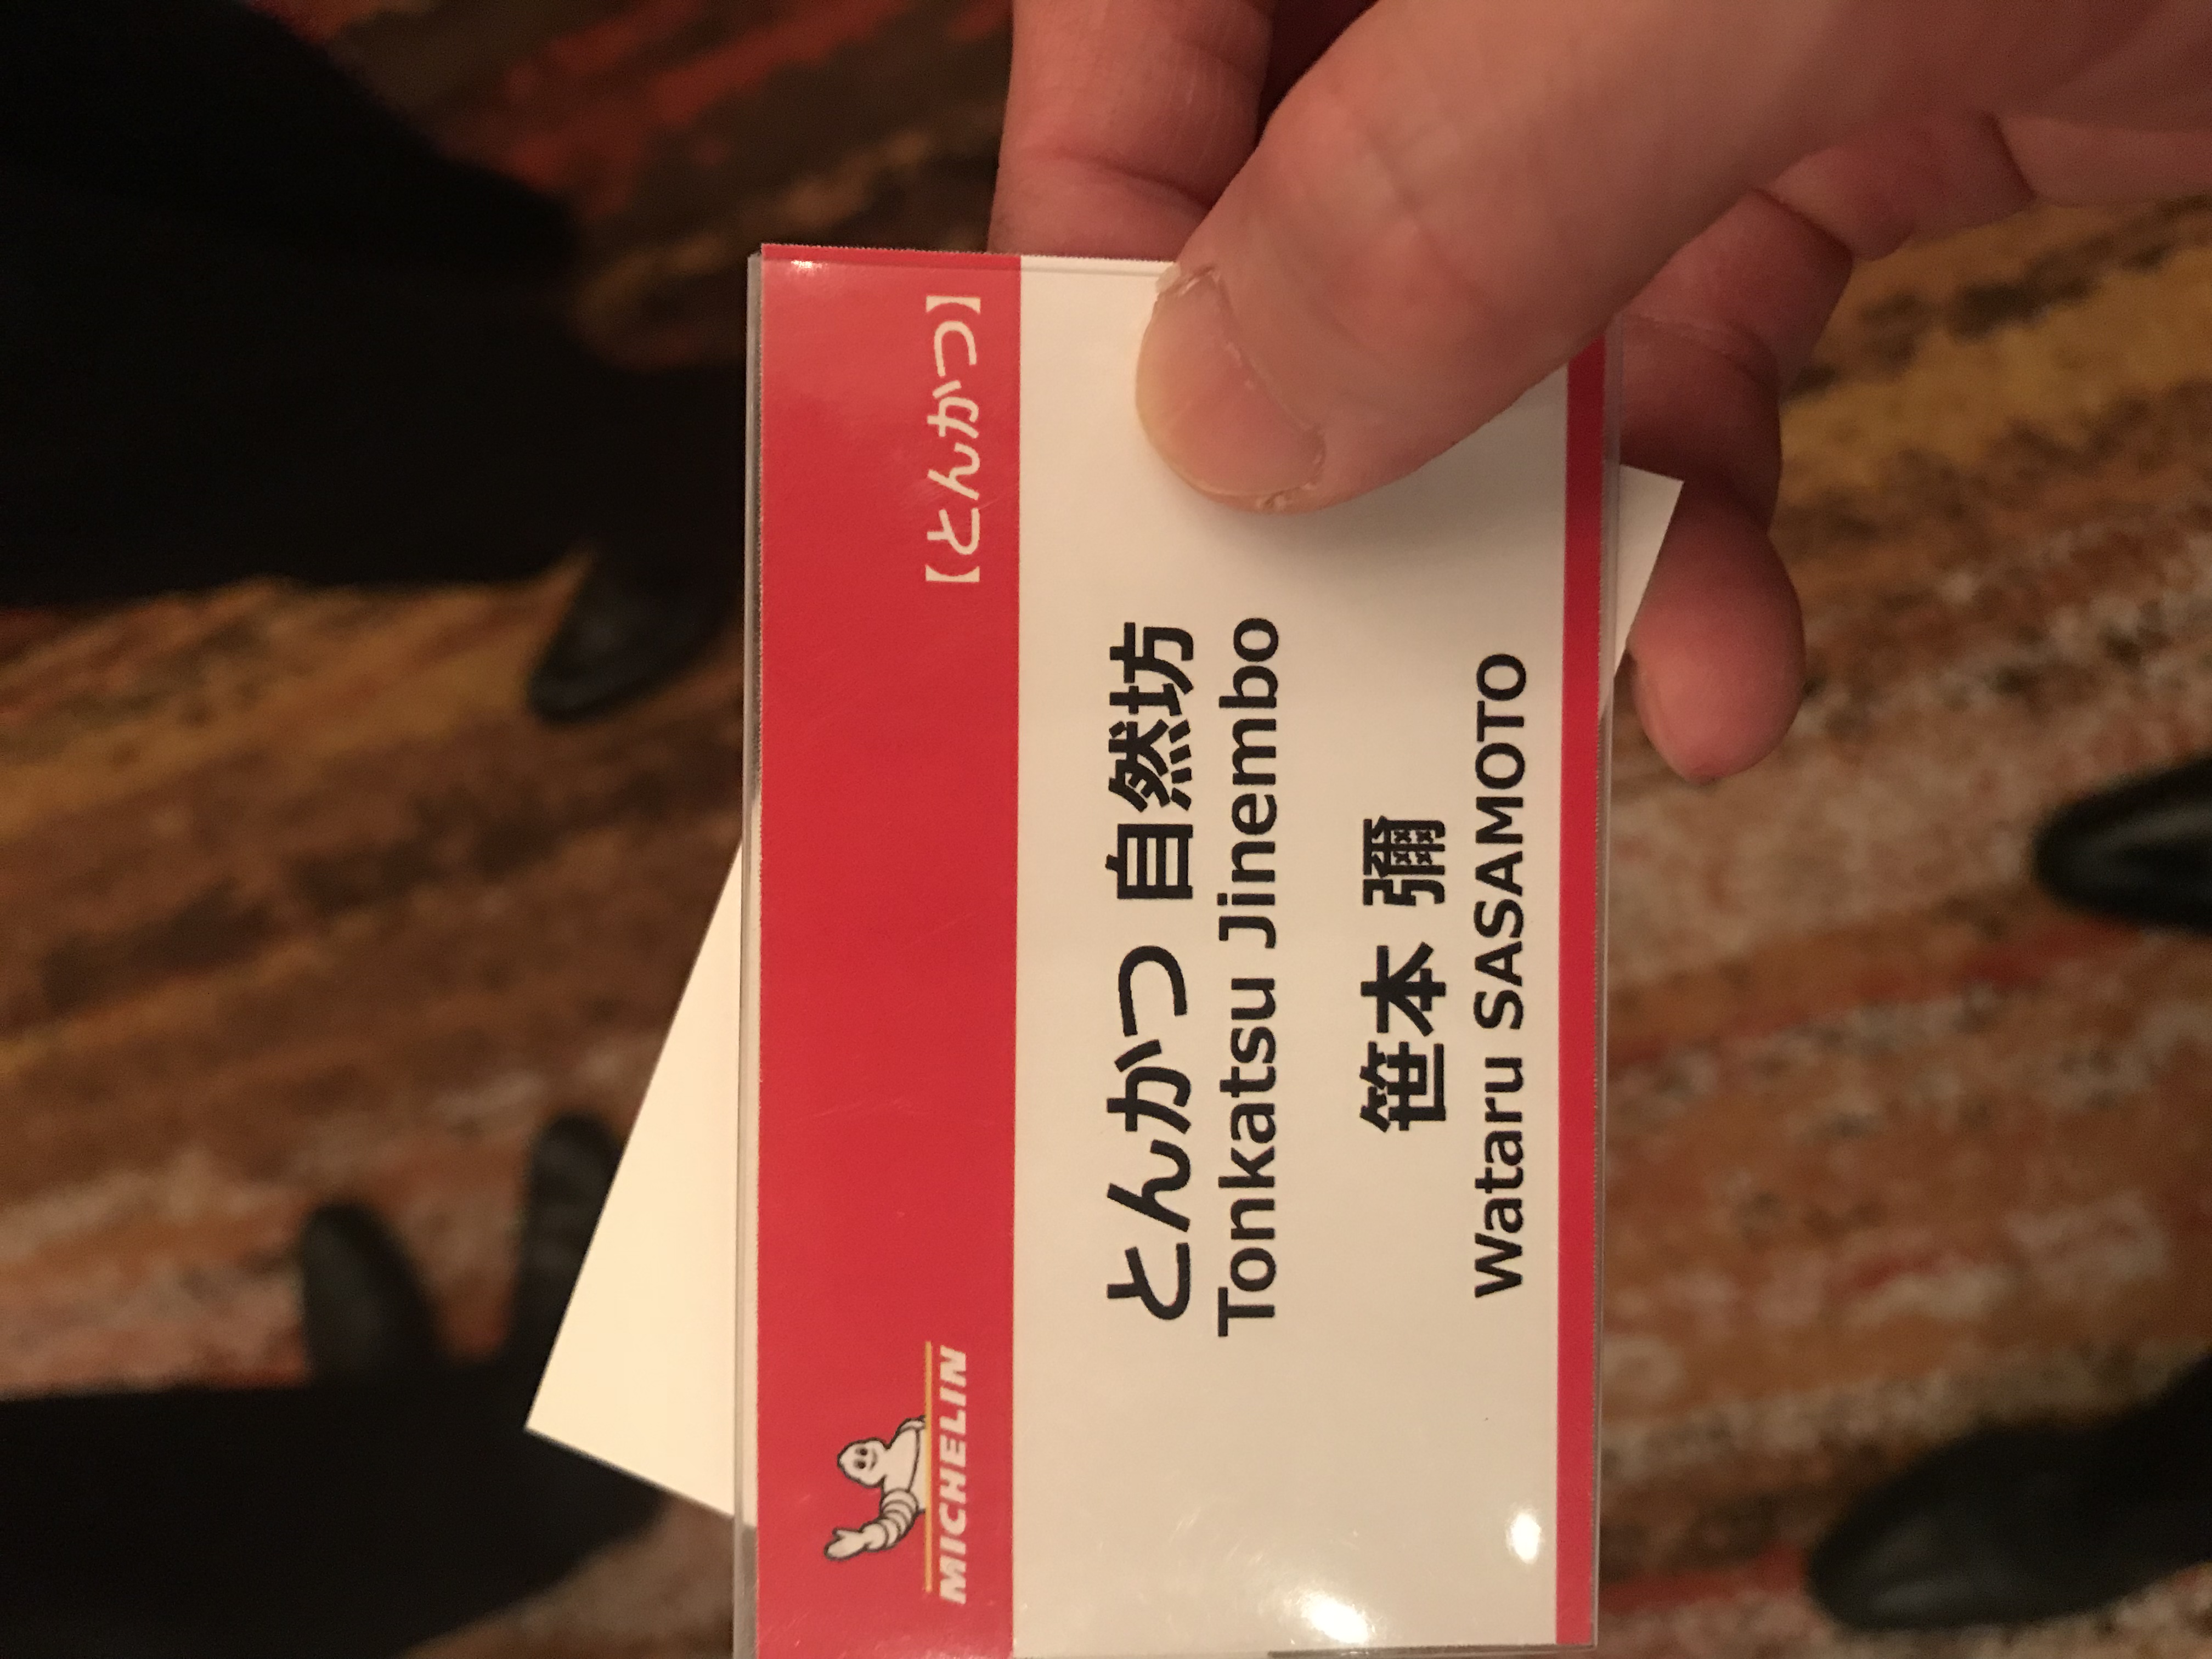 MICHELIN
【とんかつ】
とんかつ 自然坊
Tonkatsu Jinembo
笹本 彌
Wataru SASAMOTO